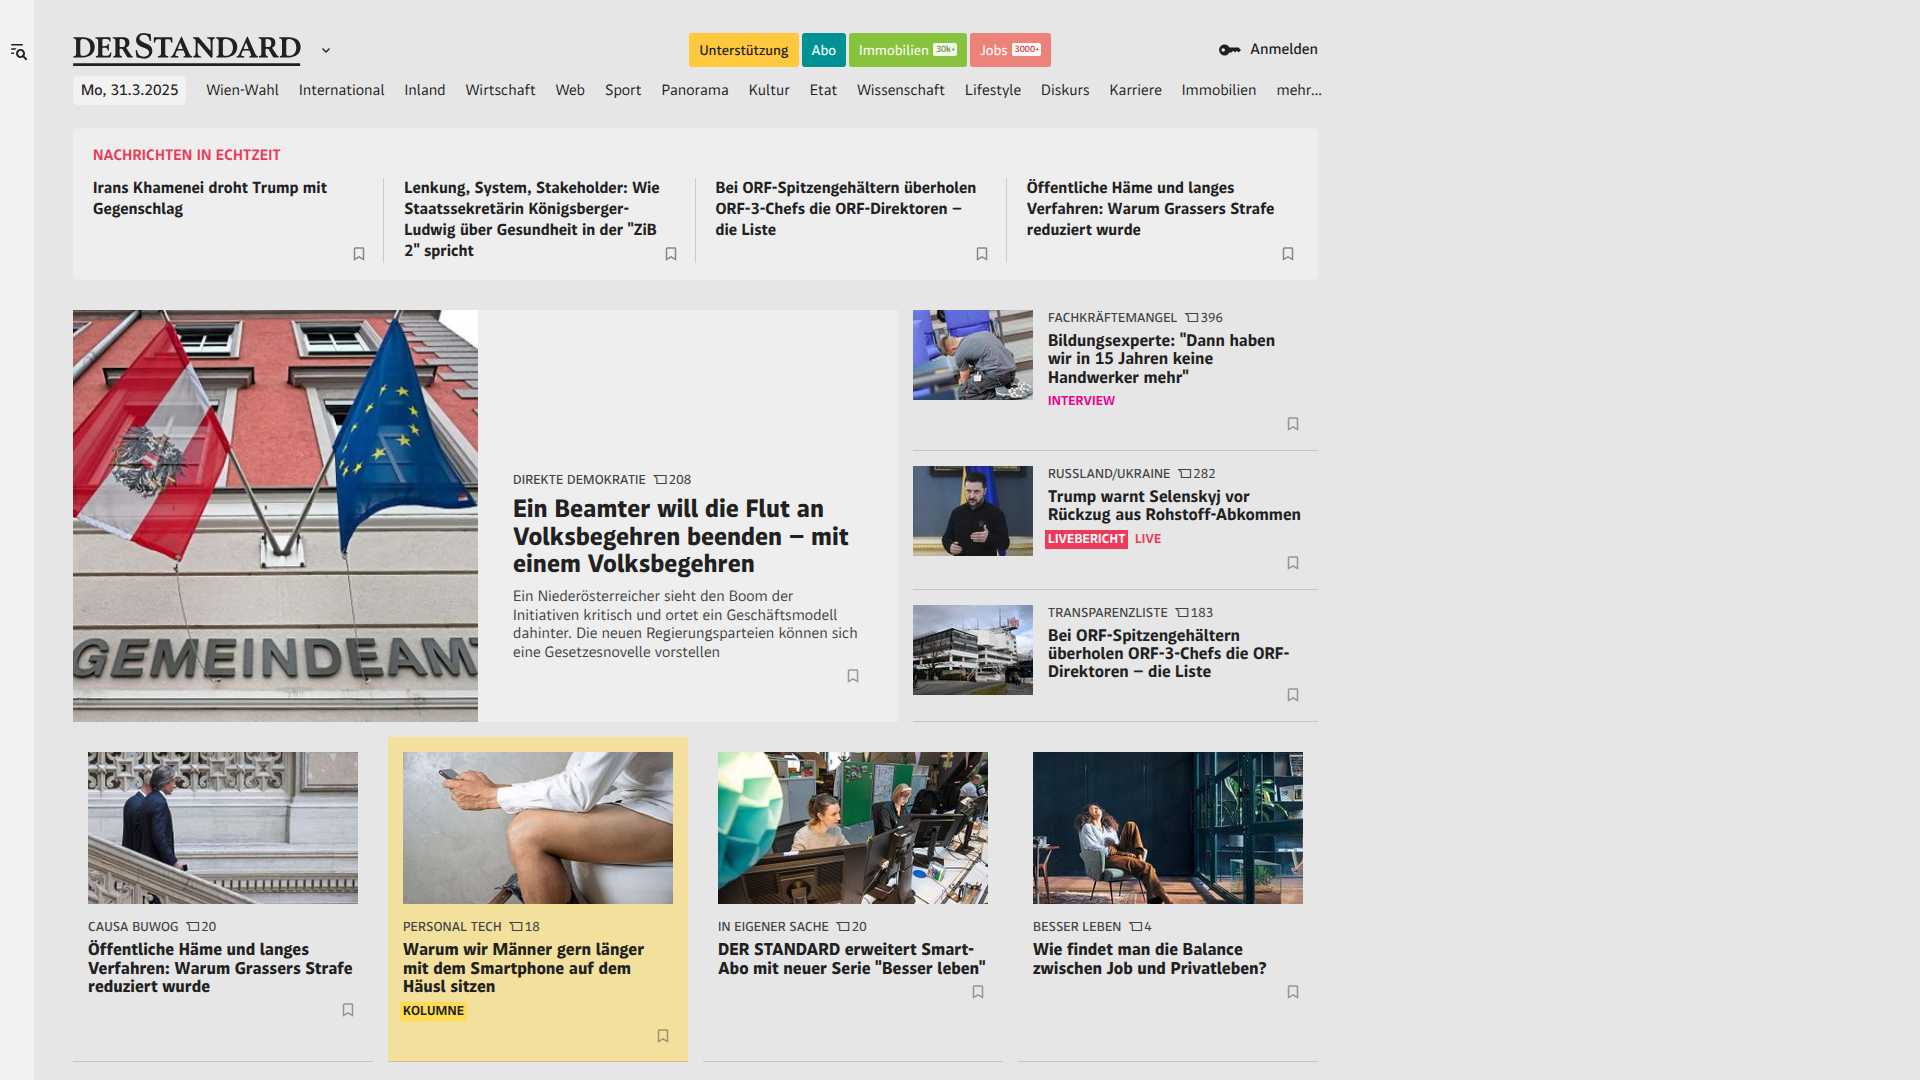 DERSTANDARD
Unterstützung
Abo
Immobilien 30k+
Jobs 3000+
Anmelden
Mo, 31.3.2025
Wien-Wahl
International
Inland
Wirtschaft
Web
Sport
Panorama
Kultur
Etat
Wissenschaft
Lifestyle
Diskurs
Karriere
Immobilien
mehr...
NACHRICHTEN IN ECHTZEIT
Irans Khamenei droht Trump mit
Gegenschlag
Lenkung, System, Stakeholder: Wie
Staatssekretärin Königsberger-
Ludwig über Gesundheit in der "ZiB
2" spricht
Bei ORF-Spitzengehältern überholen
ORF-3-Chefs die ORF-Direktoren –
die Liste
Öffentliche Häme und langes
Verfahren: Warum Grassers Strafe
reduziert wurde
GEMEINDEAMT
DIREKTE DEMOKRATIE 208
Ein Beamter will die Flut an
Volksbegehren beenden – mit
einem Volksbegehren
Ein Niederösterreicher sieht den Boom der
Initiativen kritisch und ortet ein Geschäftsmodell
dahinter. Die neuen Regierungsparteien können sich
eine Gesetzesnovelle vorstellen
FACHKRÄFTEMANGEL 396
Bildungsexperte: "Dann haben
wir in 15 Jahren keine
Handwerker mehr"
INTERVIEW
RUSSLAND/UKRAINE 282
Trump warnt Selenskyj vor
Rückzug aus Rohstoff-Abkommen
LIVEBERICHT LIVE
TRANSPARENZLISTE 183
Bei ORF-Spitzengehältern
überholen ORF-3-Chefs die ORF-
Direktoren – die Liste
CAUSA BUWOG 20
Öffentliche Häme und langes
Verfahren: Warum Grassers Strafe
reduziert wurde
PERSONAL TECH 18
Warum wir Männer gern länger
mit dem Smartphone auf dem
Häusl sitzen
KOLUMNE
IN EIGENER SACHE 20
DER STANDARD erweitert Smart-
Abo mit neuer Serie "Besser leben"
BESSER LEBEN 4
Wie findet man die Balance
zwischen Job und Privatleben?